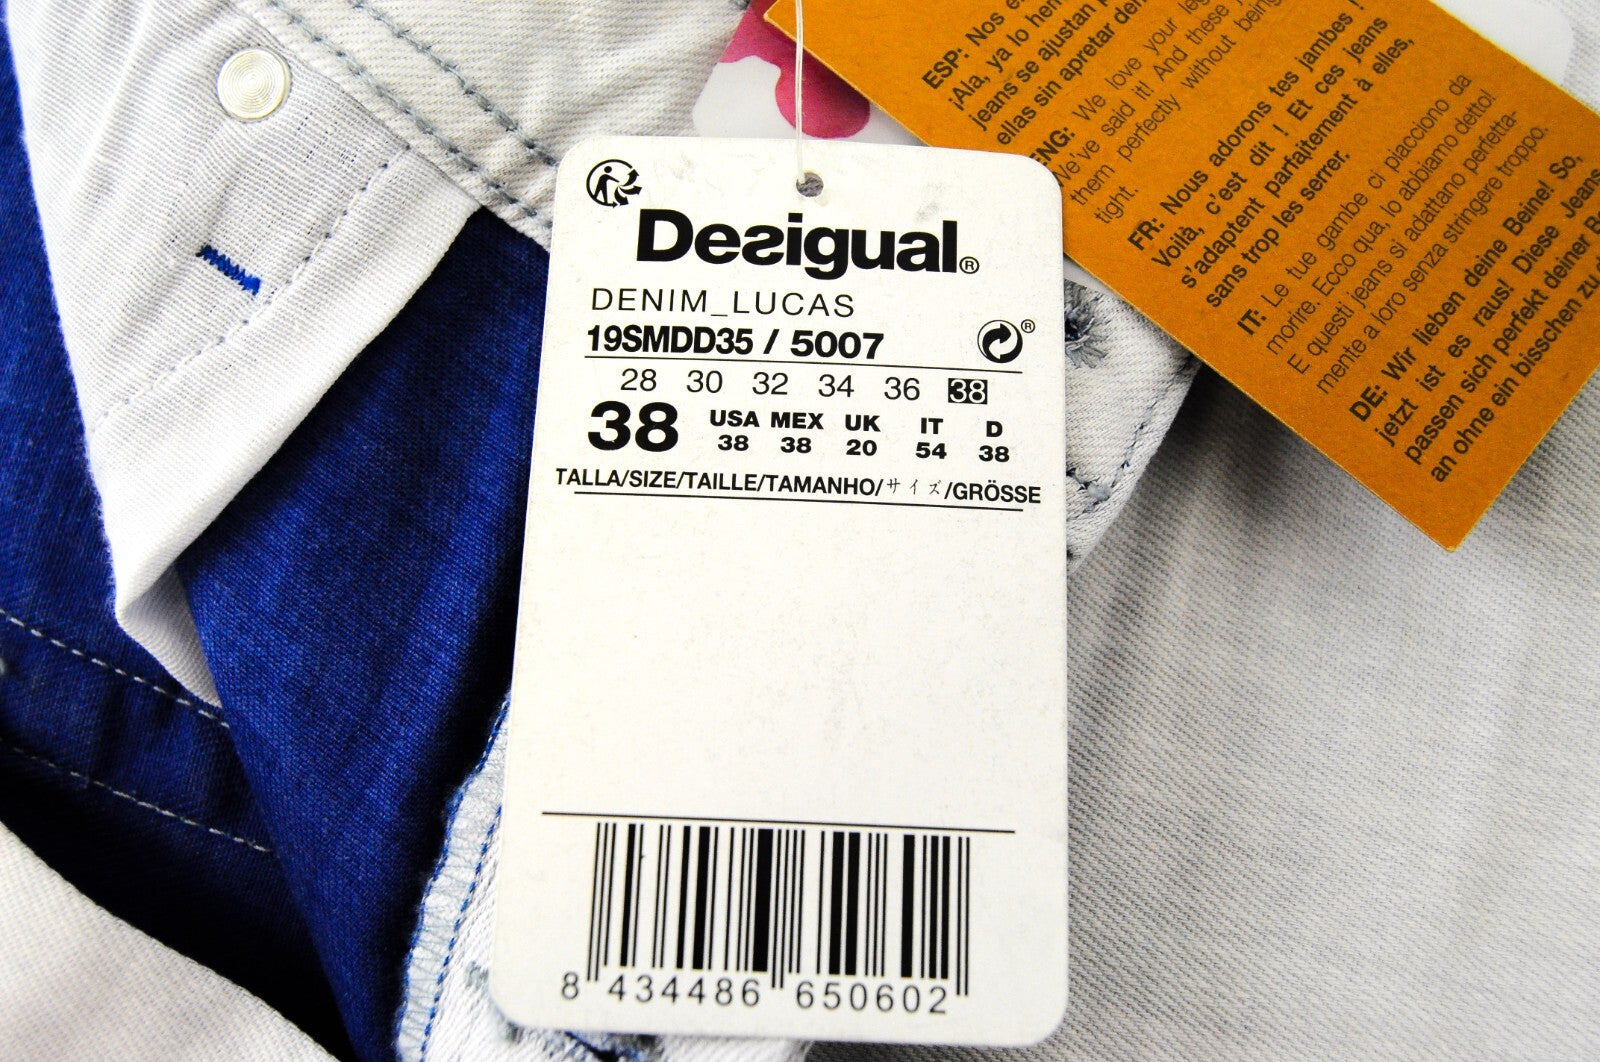 Desigual®
DENIM_LUCAS
19SMDD35 / 5007
®
28 30 32 34 36 38
38
USA MEX UK IT D
38 38 20 54 38
TALLA/SIZE/TAILLE/TAMANHO/サイズ/GRÖSSE
8 434486 650602
ESP: Nos
¡Ala, ya lo
jeans se ajustan
ellas sin apretar
ENG: We love your
We've said it! And these
them perfectly without being
tight.
FR: Nous adorons tes jambes !
Voilà, c'est dit ! Et ces jeans
s'adaptent parfaitement à elles,
sans trop les serrer.
IT: Le tue gambe ci piacciono da
morire. Ecco qua, lo abbiamo detto!
E questi jeans si adattano perfetta-
mente a loro senza stringere troppo.
DE: Wir lieben deine Beine! So,
jetzt ist es raus! Diese Jeans
passen sich perfekt deiner
an ohne ein bisschen zu